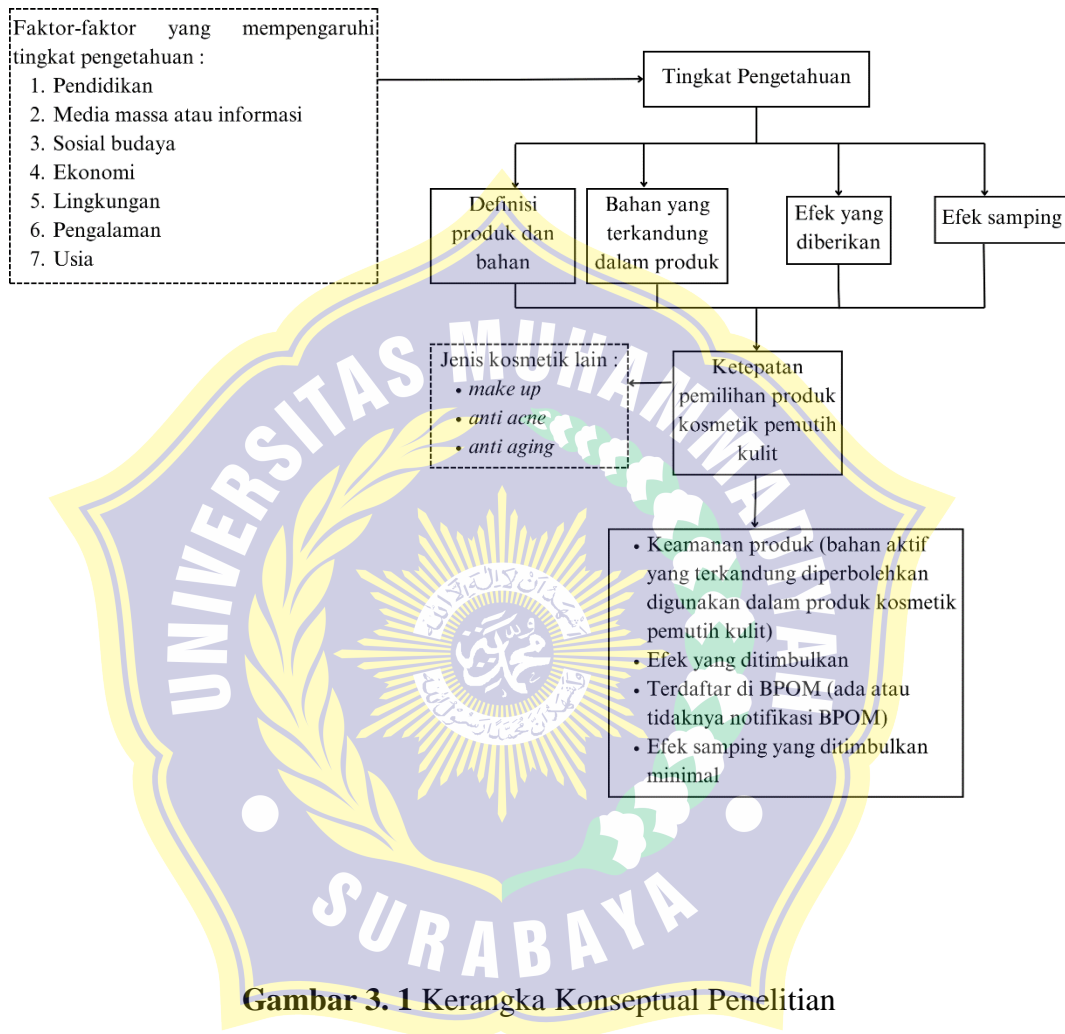 Faktor-faktor yang mempengaruhi
tingkat pengetahuan :
1. Pendidikan
2. Media massa atau informasi
3. Sosial budaya
4. Ekonomi
5. Lingkungan
6. Pengalaman
7. Usia
Tingkat Pengetahuan
Definisi
produk dan
bahan
Bahan yang
terkandung
dalam produk
Efek yang
diberikan
Efek samping
Jenis kosmetik lain :
• make up
• anti acne
• anti aging
Ketepatan
pemilihan produk
kosmetik pemutih
kulit
• Keamanan produk (bahan aktif
yang terkandung diperbolehkan
digunakan dalam produk kosmetik
pemutih kulit)
• Efek yang ditimbulkan
• Terdaftar di BPOM (ada atau
tidaknya notifikasi BPOM)
• Efek samping yang ditimbulkan
minimal
UNIVERSITAS MUHAMMADIYAH
SURABAYA
Gambar 3. 1 Kerangka Konseptual Penelitian